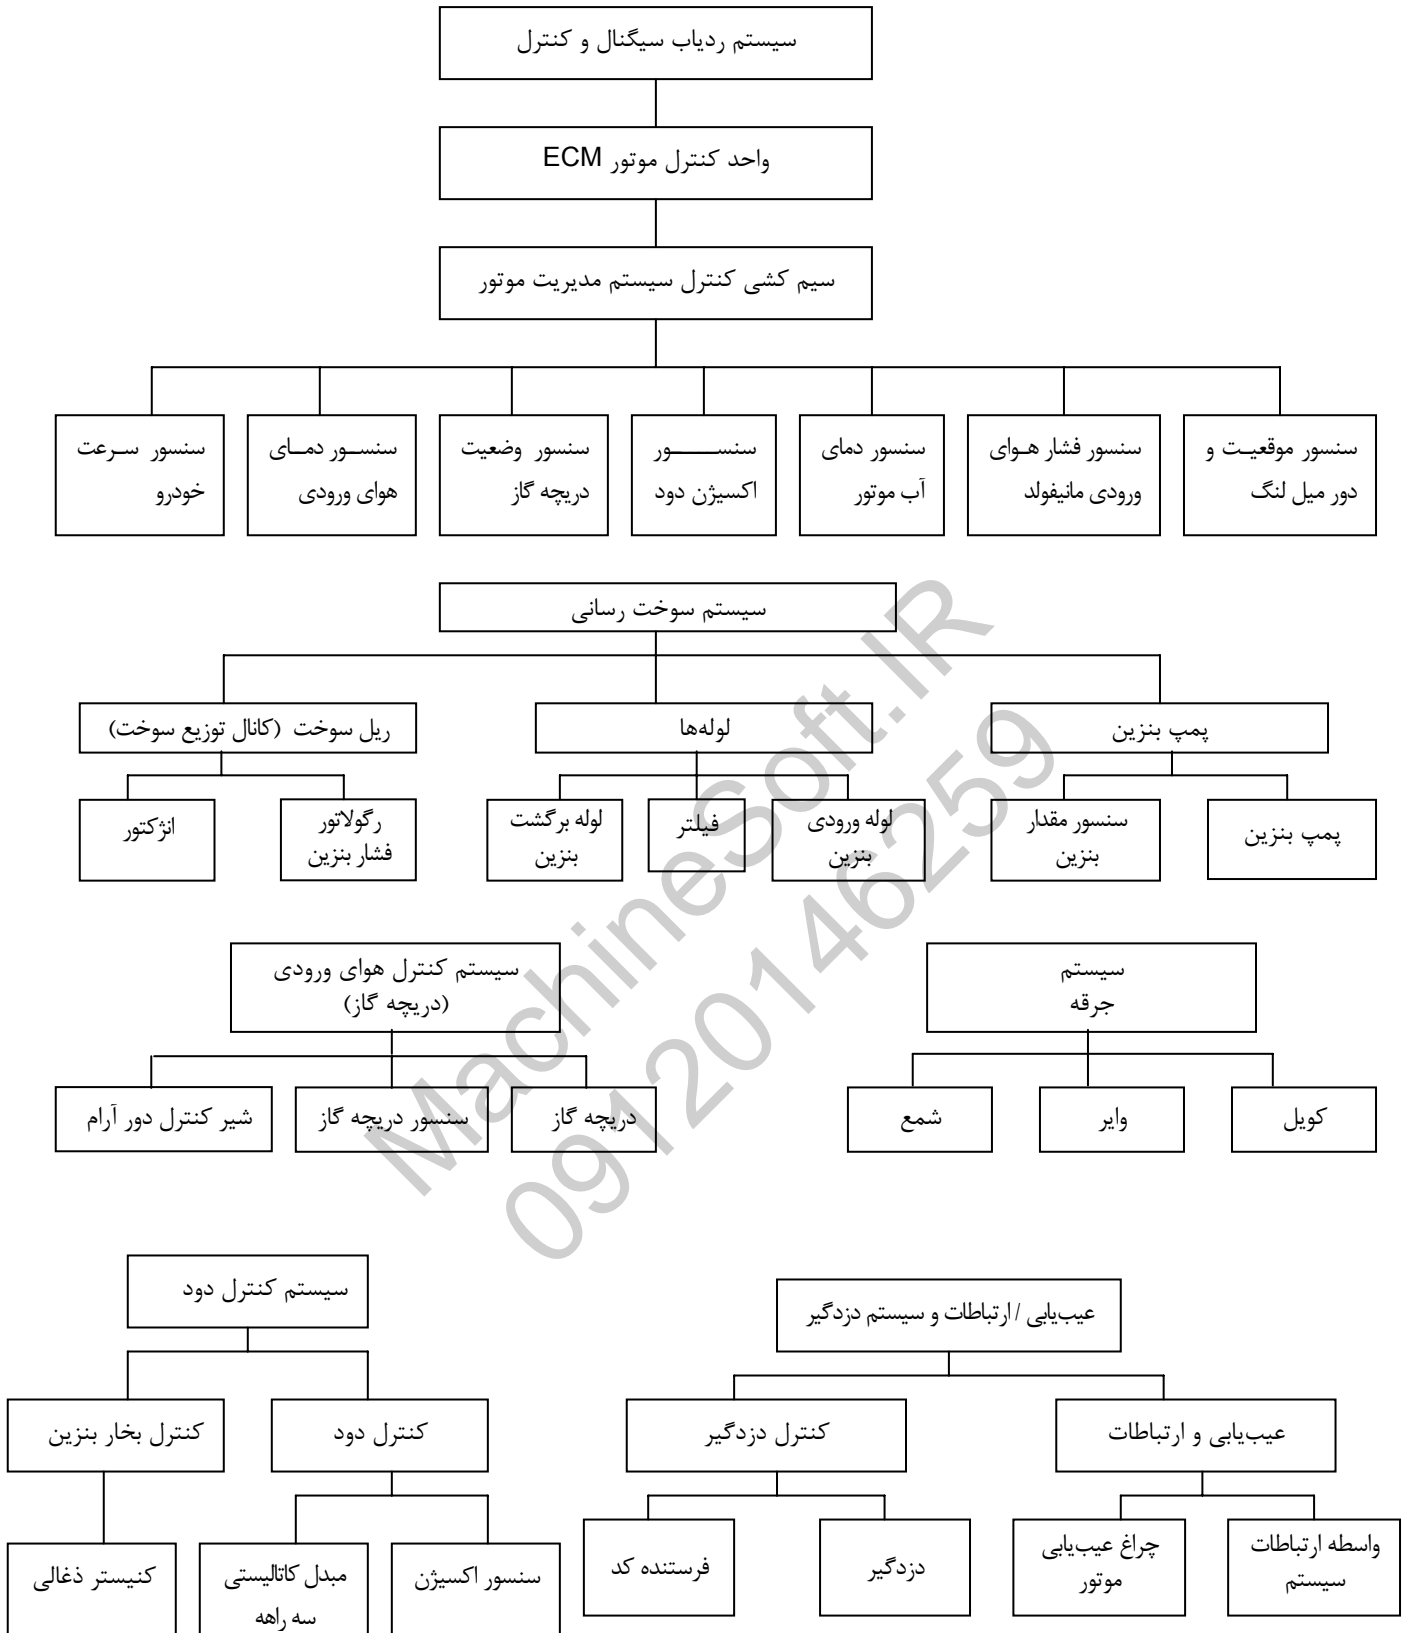 سیستم ردیاب سیگنال و کنترل
واحد کنترل موتور ECM
سیم کشی کنترل سیستم مدیریت موتور
سنسور موقعیت و
دور میل لنگ
سنسور فشار هوای
ورودی مانیفولد
سنسور دمای
آب موتور
سنسور
اکسیژن دود
سنسور وضعیت
دریچه گاز
سنسور دمای
هوای ورودی
سنسور سرعت
خودرو
سیستم سوخت رسانی
پمپ بنزین
لوله‌ها
ریل سوخت (کانال توزیع سوخت)
پمپ بنزین
سنسور مقدار
بنزین
لوله ورودی
بنزین
فیلتر
لوله برگشت
بنزین
رگولاتور
فشار بنزین
انژکتور
سیستم
جرقه
کویل
وایر
شمع
سیستم کنترل هوای ورودی
(دریچه گاز)
دریچه گاز
سنسور دریچه گاز
شیر کنترل دور آرام
عیب‌یابی / ارتباطات و سیستم دزدگیر
عیب‌یابی و ارتباطات
کنترل دزدگیر
واسطه ارتباطات
سیستم
چراغ عیب‌یابی
موتور
دزدگیر
فرستنده کد
سیستم کنترل دود
کنترل دود
کنترل بخار بنزین
سنسور اکسیژن
مبدل کاتالیستی
سه راهه
کنیستر ذغالی
MachineSoft.IR
09120146259